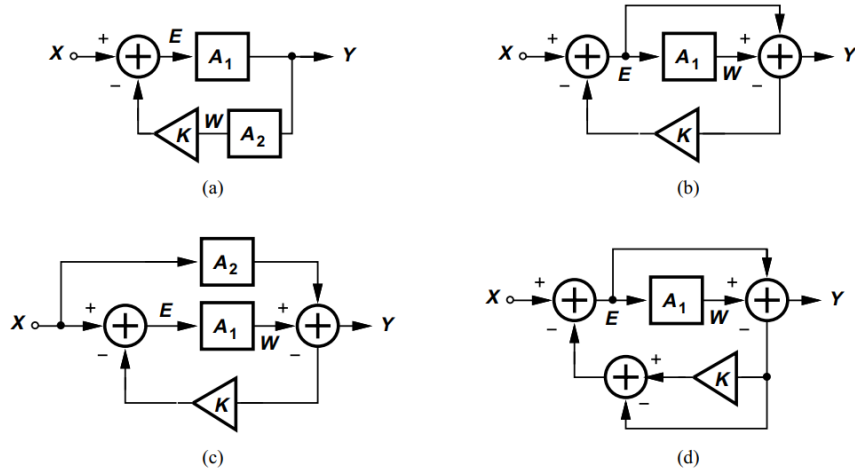 X + E A1 Y
−
K W A2
(a)
X + E A1 W + Y
− −
K
(b)
A2
X + E A1 W + Y
− −
K
(c)
X + E A1 W + Y
− −
+ K
−
(d)